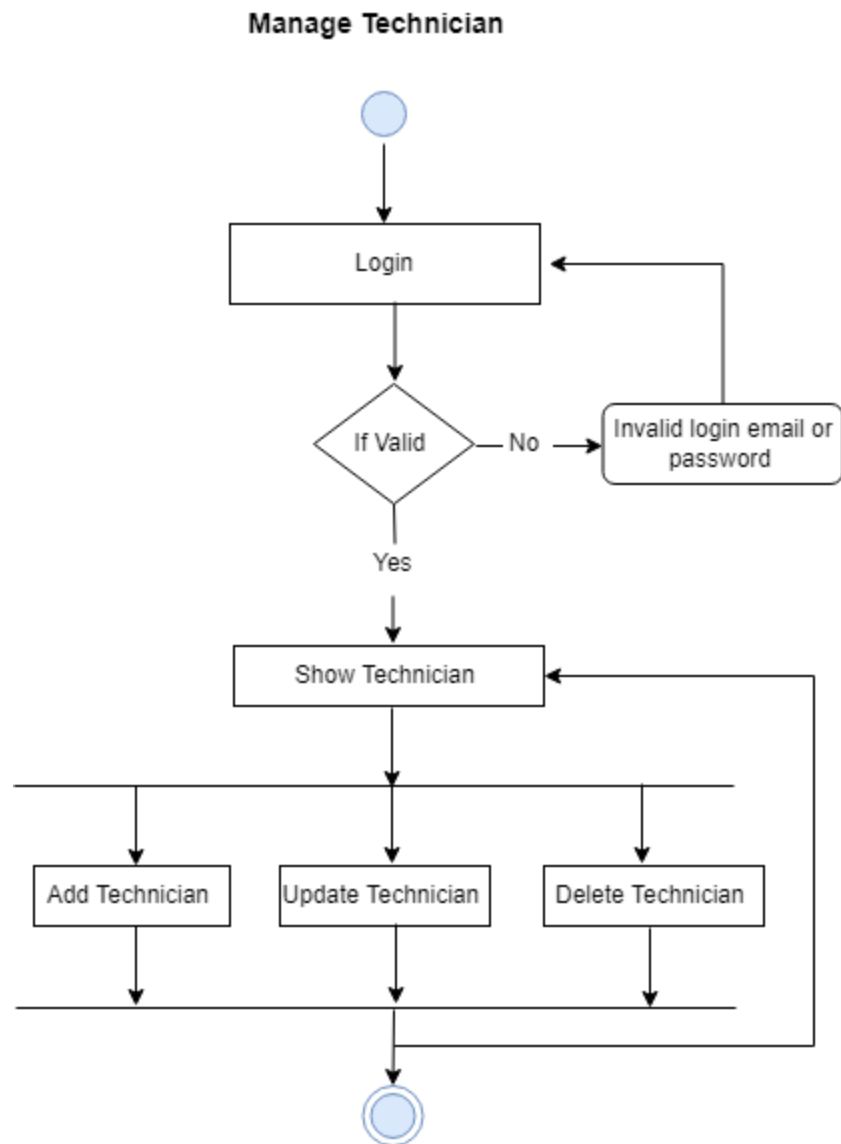 Manage Technician
Login
If Valid
No
Invalid login email or
password
Yes
Show Technician
Add Technician
Update Technician
Delete Technician